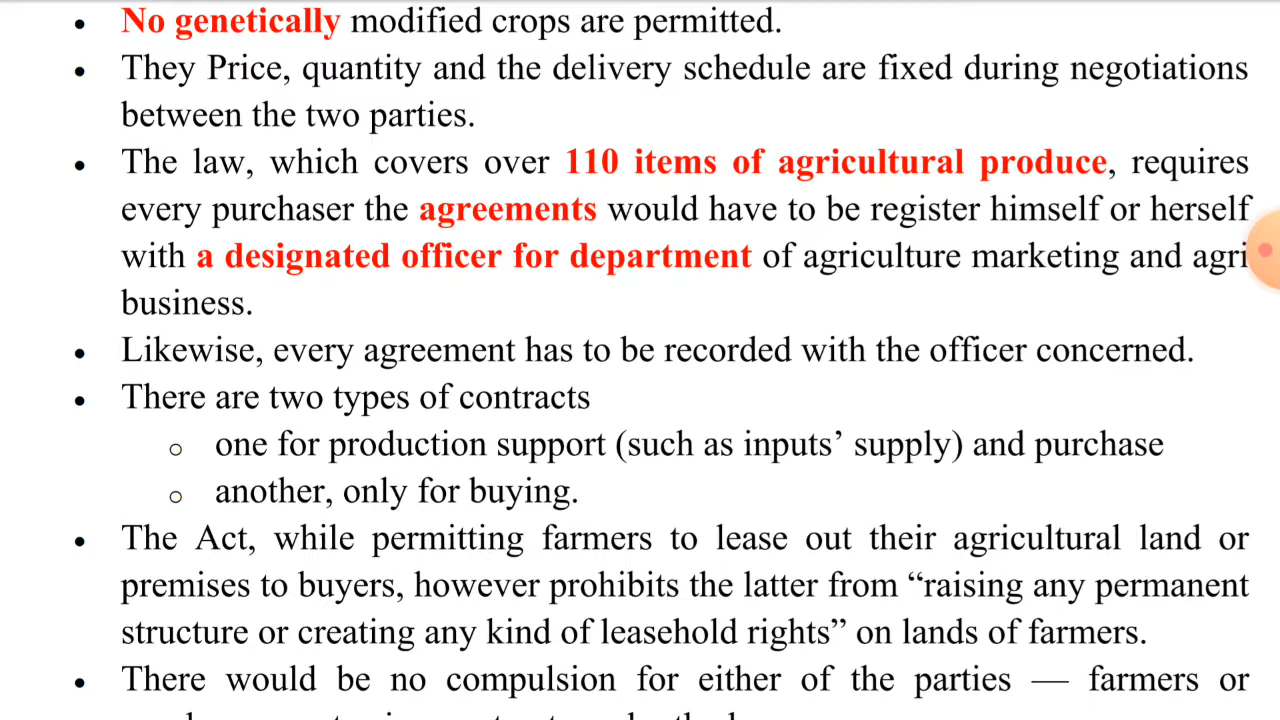 • No genetically modified crops are permitted.
• They Price, quantity and the delivery schedule are fixed during negotiations
between the two parties.
• The law, which covers over 110 items of agricultural produce, requires
every purchaser the agreements would have to be register himself or herself
with a designated officer for department of agriculture marketing and agri
business.
• Likewise, every agreement has to be recorded with the officer concerned.
• There are two types of contracts
○ one for production support (such as inputs’ supply) and purchase
○ another, only for buying.
• The Act, while permitting farmers to lease out their agricultural land or
premises to buyers, however prohibits the latter from “raising any permanent
structure or creating any kind of leasehold rights” on lands of farmers.
• There would be no compulsion for either of the parties — farmers or